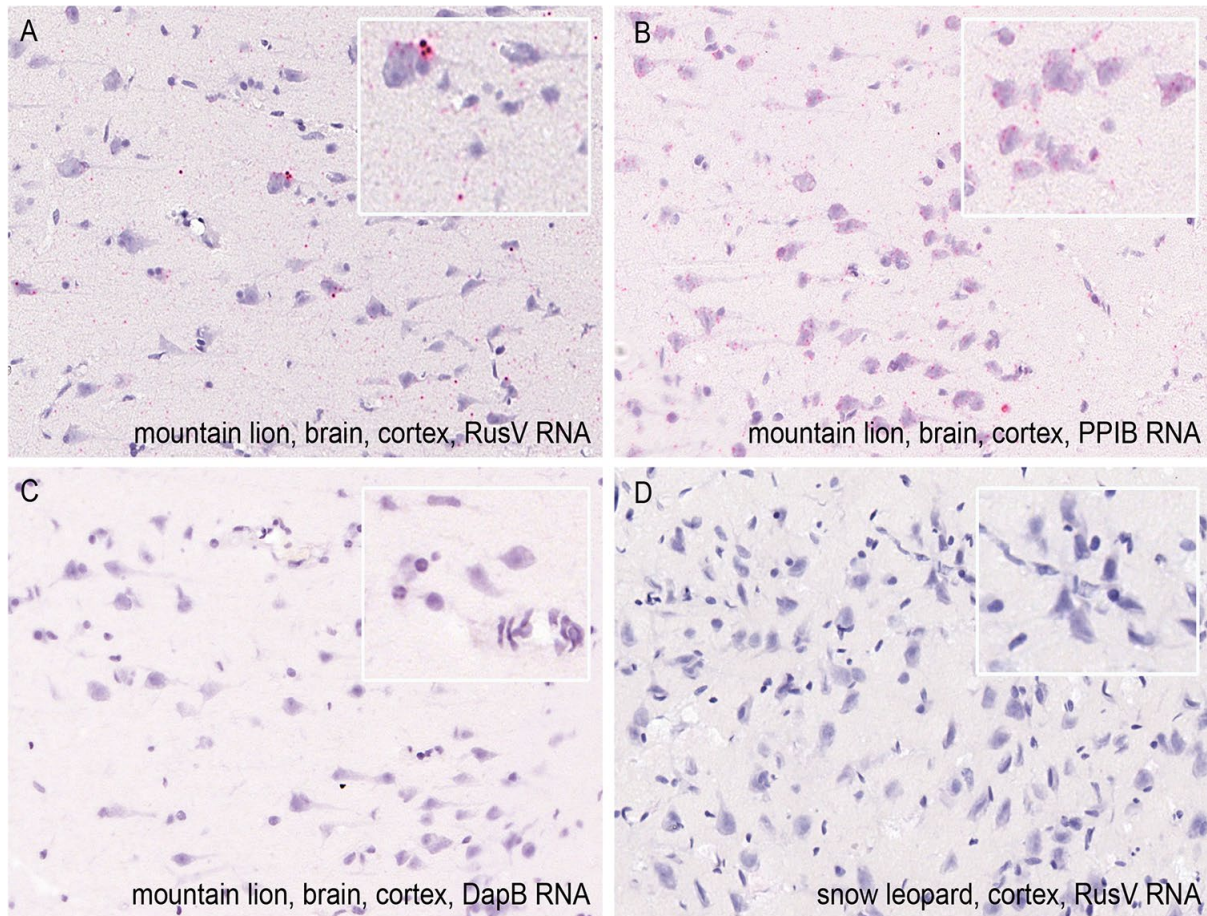 A
mountain lion, brain, cortex, RusV RNA
B
mountain lion, brain, cortex, PPIB RNA
C
mountain lion, brain, cortex, DapB RNA
D
snow leopard, cortex, RusV RNA